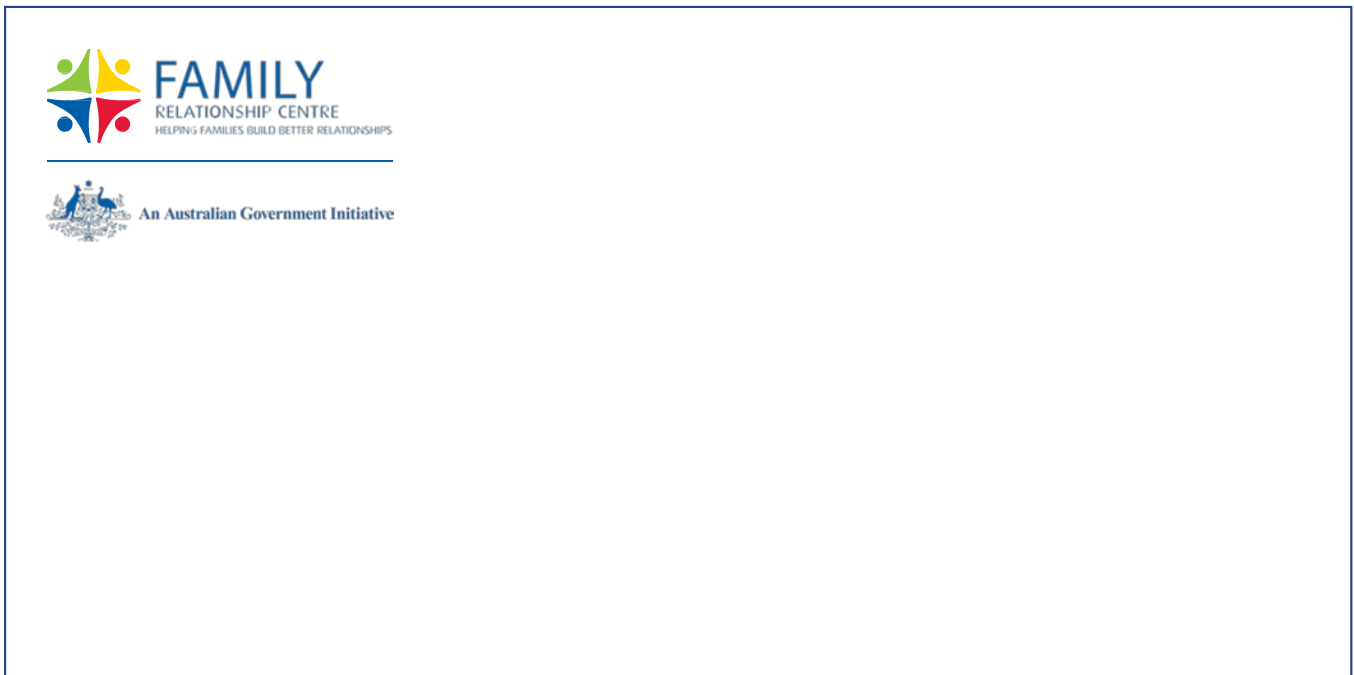 FAMILY
RELATIONSHIP CENTRE
HELPING FAMILIES BUILD BETTER RELATIONSHIPS
An Australian Government Initiative